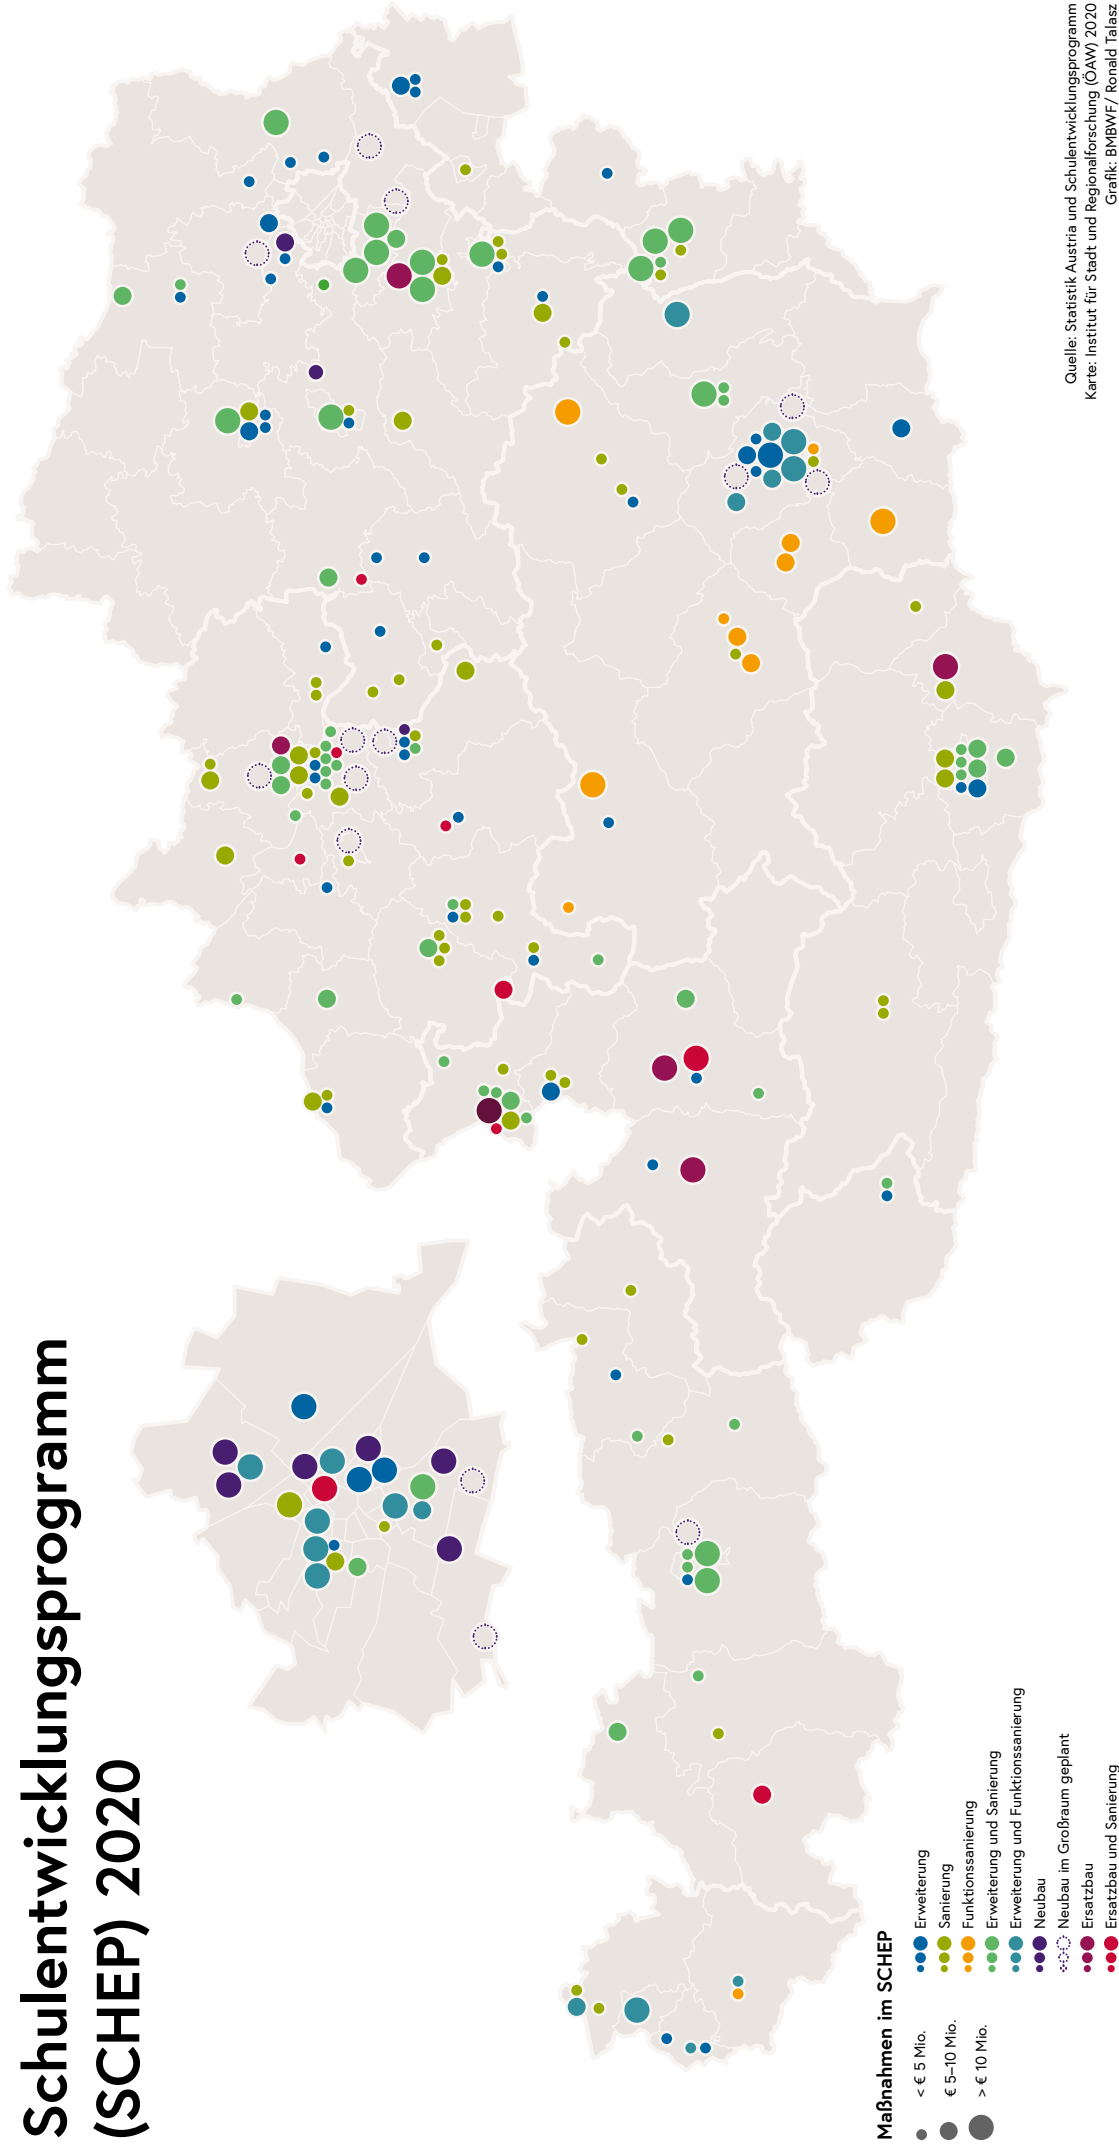 Schulentwicklungsprogramm
(SCHEP) 2020
Maßnahmen im SCHEP
< € 5 Mio.
€ 5–10 Mio.
> € 10 Mio.
Erweiterung
Sanierung
Funktionssanierung
Erweiterung und Sanierung
Erweiterung und Funktionssanierung
Neubau
Neubau im Großraum geplant
Ersatzbau
Ersatzbau und Sanierung
Quelle: Statistik Austria und Schulentwicklungsprogramm
Karte: Institut für Stadt und Regionalforschung (ÖAW) 2020
Grafik: BMBWF/ Ronald Talasz